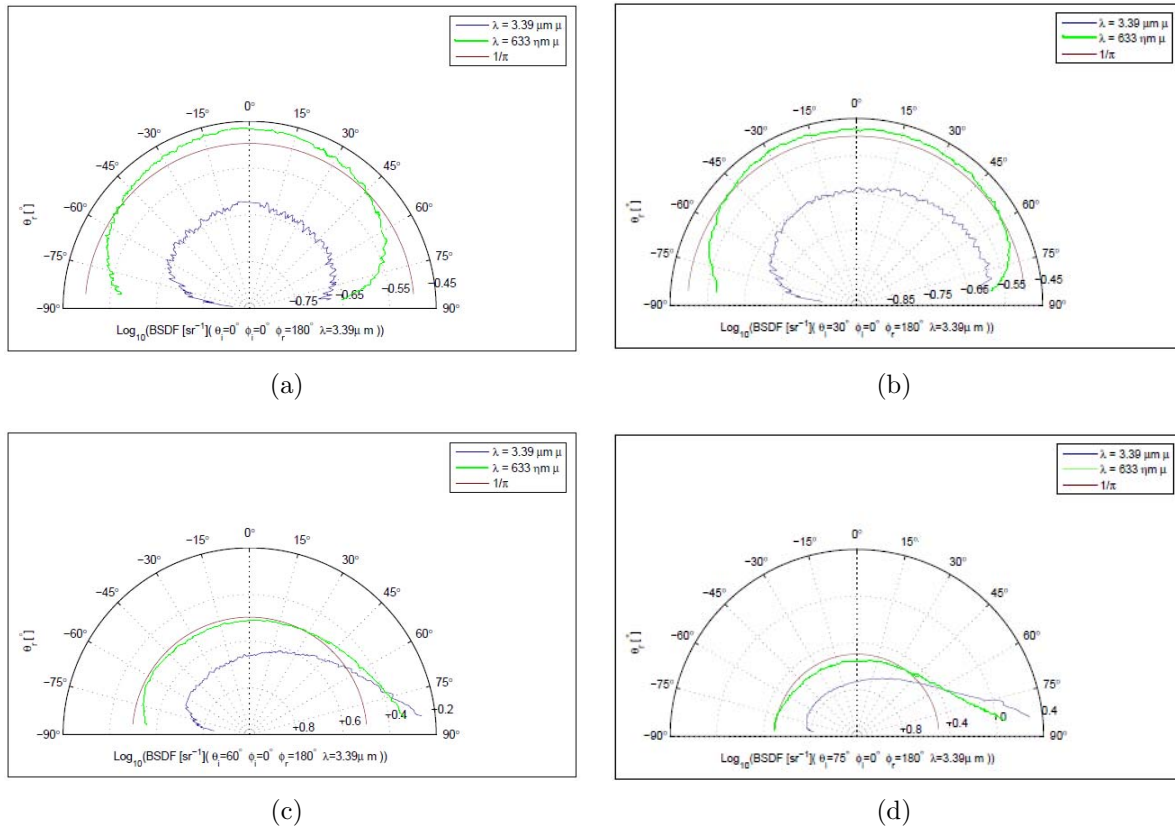 λ = 3.39 μm μ
λ = 633 ηm μ
1/π
0°
−15° 15°
−30° 30°
−45° 45°
−60° 60°
−75° 75°
−90° 90°
θr [°]
−0.75 −0.65 −0.55 −0.45
Log10(BSDF [sr−1]( θi=0° ϕi=0° ϕr=180° λ=3.39μ m ))
(a)
λ = 3.39 μm μ
λ = 633 ηm μ
1/π
0°
−15° 15°
−30° 30°
−45° 45°
−60° 60°
−75° 75°
−90° 90°
θr [°]
−0.85 −0.75 −0.65 −0.55 −0.45
Log10(BSDF [sr−1]( θi=30° ϕi=0° ϕr=180° λ=3.39μ m ))
(b)
λ = 3.39 μm μ
λ = 633 ηm μ
1/π
0°
−15° 15°
−30° 30°
−45° 45°
−60° 60°
−75° 75°
−90° 90°
θr [°]
−0.8 −0.6 −0.4 −0.2
Log10(BSDF [sr−1]( θi=60° ϕi=0° ϕr=180° λ=3.39μ m ))
(c)
λ = 3.39 μm μ
λ = 633 ηm μ
1/π
0°
−15° 15°
−30° 30°
−45° 45°
−60° 60°
−75° 75°
−90° 90°
θr [°]
−0.8 −0.4 0 0.4
Log10(BSDF [sr−1]( θi=75° ϕi=0° ϕr=180° λ=3.39μ m ))
(d)